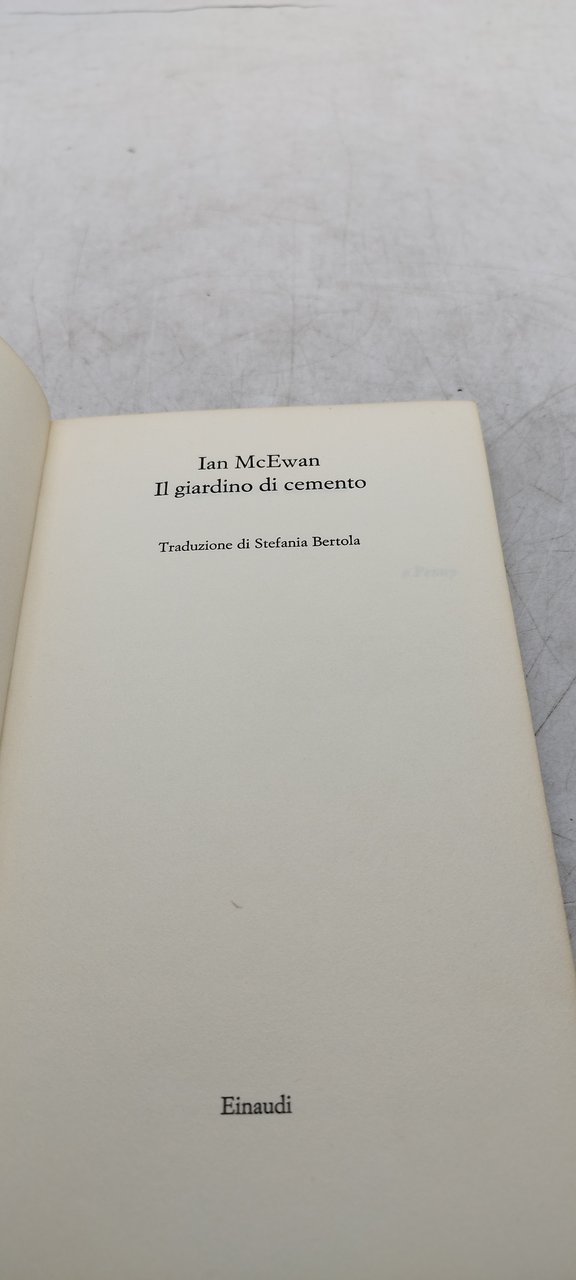 Ian McEwan
Il giardino di cemento
Traduzione di Stefania Bertola
Einaudi